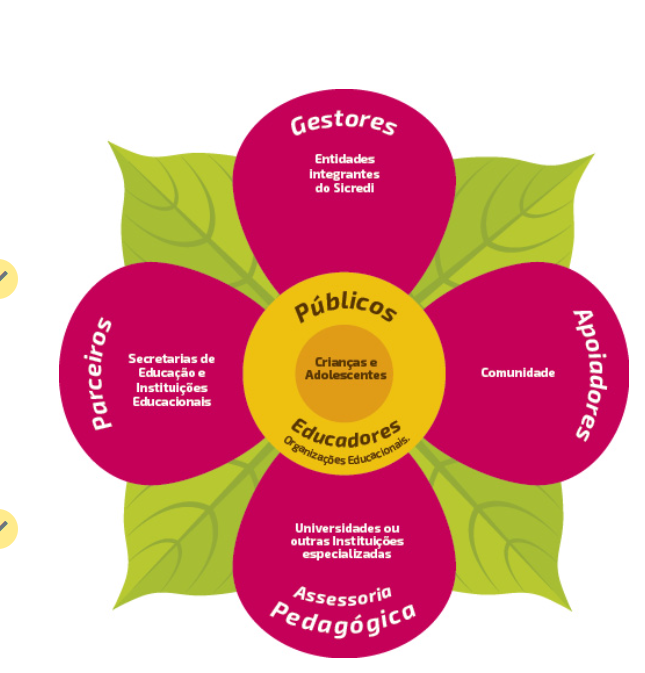 Gestores
Entidades
integrantes
do Sicredi
Parceiros
Secretarias de
Educação e
Instituições
Educacionais
Públicos
Crianças e
Adolescentes
Educadores
Organizações Educacionais.
Comunidade
Apoiadores
Universidades ou
outras Instituições
especializadas
Assessoria
Pedagógica